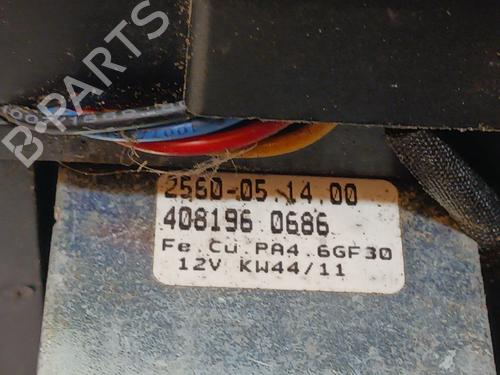 B-PARTS
2560-05.14.00
408196 0686
Fe.Cu PA4.6GF30
12V KW44/11